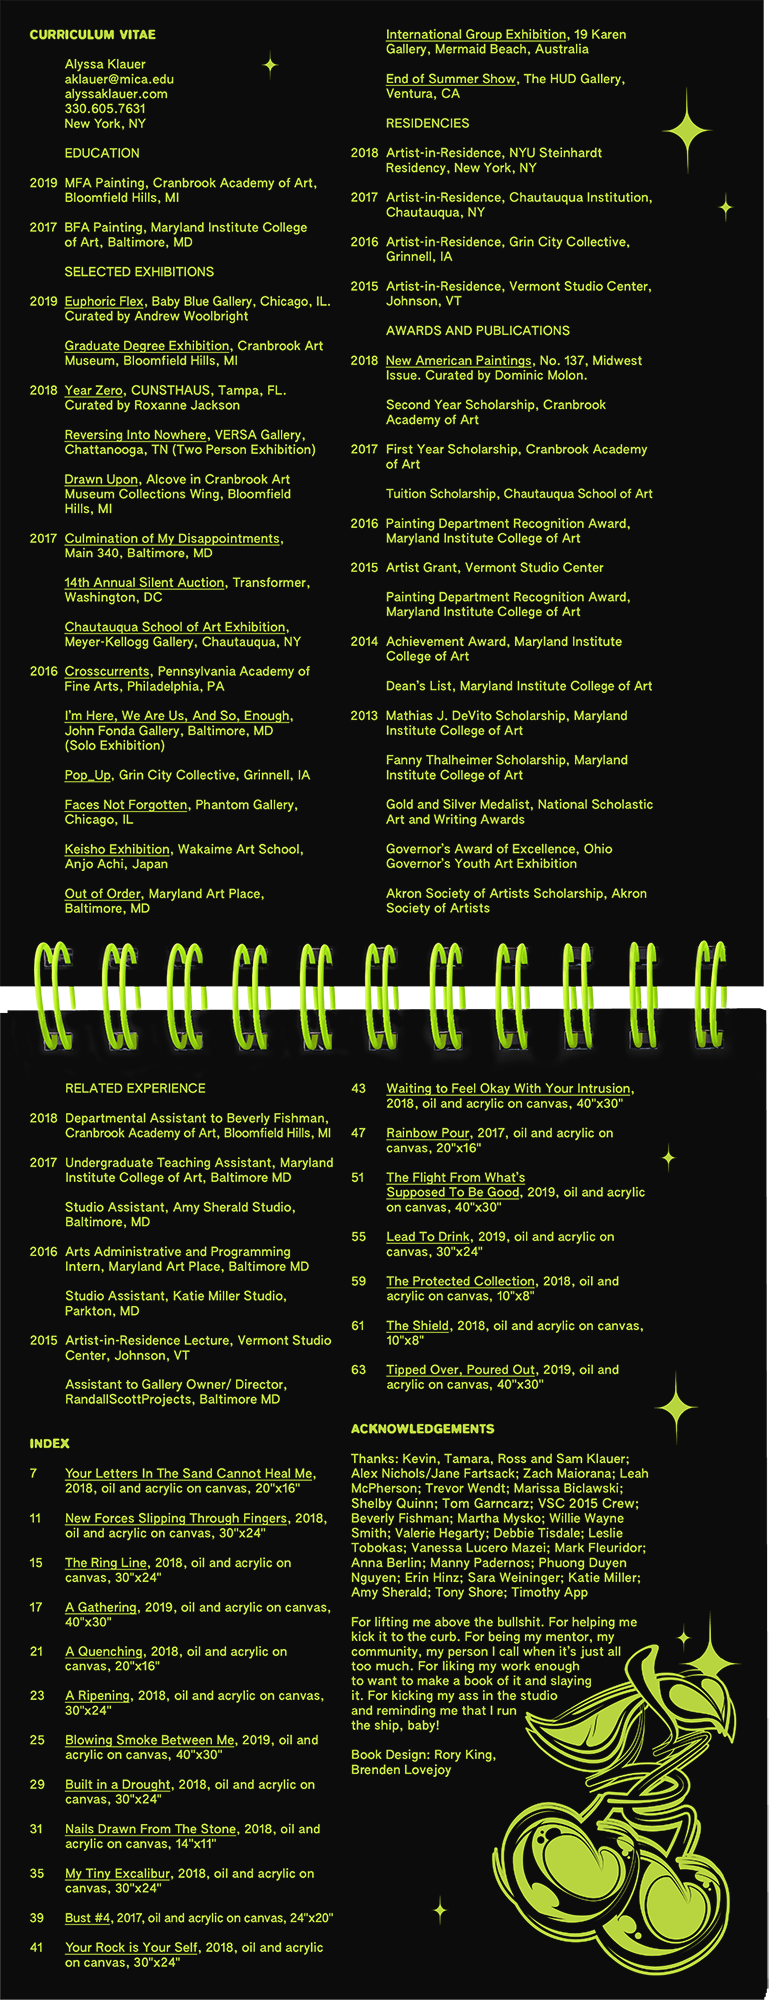 CURRICULUM VITAE
Alyssa Klauer
aklauer@mica.edu
alyssaklauer.com
330.605.7631
New York, NY
EDUCATION
2019 MFA Painting, Cranbrook Academy of Art,
Bloomfield Hills, MI
2017 BFA Painting, Maryland Institute College
of Art, Baltimore, MD
SELECTED EXHIBITIONS
2019 Euphoric Flex, Baby Blue Gallery, Chicago, IL.
Curated by Andrew Woolbright
Graduate Degree Exhibition, Cranbrook Art
Museum, Bloomfield Hills, MI
2018 Year Zero, CUNSTHAUS, Tampa, FL.
Curated by Roxanne Jackson
Reversing Into Nowhere, VERSA Gallery,
Chattanooga, TN (Two Person Exhibition)
Drawn Upon, Alcove in Cranbrook Art
Museum Collections Wing, Bloomfield
Hills, MI
2017 Culmination of My Disappointments,
Main 340, Baltimore, MD
14th Annual Silent Auction, Transformer,
Washington, DC
Chautauqua School of Art Exhibition,
Meyer-Kellogg Gallery, Chautauqua, NY
2016 Crosscurrents, Pennsylvania Academy of
Fine Arts, Philadelphia, PA
I'm Here, We Are Us, And So, Enough,
John Fonda Gallery, Baltimore, MD
(Solo Exhibition)
Pop_Up, Grin City Collective, Grinnell, IA
Faces Not Forgotten, Phantom Gallery,
Chicago, IL
Keisho Exhibition, Wakaime Art School,
Anjo Achi, Japan
Out of Order, Maryland Art Place,
Baltimore, MD
International Group Exhibition, 19 Karen
Gallery, Mermaid Beach, Australia
End of Summer Show, The HUD Gallery,
Ventura, CA
RESIDENCIES
2018 Artist-in-Residence, NYU Steinhardt
Residency, New York, NY
2017 Artist-in-Residence, Chautauqua Institution,
Chautauqua, NY
2016 Artist-in-Residence, Grin City Collective,
Grinnell, IA
2015 Artist-in-Residence, Vermont Studio Center,
Johnson, VT
AWARDS AND PUBLICATIONS
2018 New American Paintings, No. 137, Midwest
Issue. Curated by Dominic Molon.
Second Year Scholarship, Cranbrook
Academy of Art
2017 First Year Scholarship, Cranbrook Academy
of Art
Tuition Scholarship, Chautauqua School of Art
2016 Painting Department Recognition Award,
Maryland Institute College of Art
2015 Artist Grant, Vermont Studio Center
Painting Department Recognition Award,
Maryland Institute College of Art
2014 Achievement Award, Maryland Institute
College of Art
Dean's List, Maryland Institute College of Art
2013 Mathias J. DeVito Scholarship, Maryland
Institute College of Art
Fanny Thalheimer Scholarship, Maryland
Institute College of Art
Gold and Silver Medalist, National Scholastic
Art and Writing Awards
Governor's Award of Excellence, Ohio
Governor's Youth Art Exhibition
Akron Society of Artists Scholarship, Akron
Society of Artists
RELATED EXPERIENCE
2018 Departmental Assistant to Beverly Fishman,
Cranbrook Academy of Art, Bloomfield Hills, MI
2017 Undergraduate Teaching Assistant, Maryland
Institute College of Art, Baltimore MD
Studio Assistant, Amy Sherald Studio,
Baltimore, MD
2016 Arts Administrative and Programming
Intern, Maryland Art Place, Baltimore MD
Studio Assistant, Katie Miller Studio,
Parkton, MD
2015 Artist-in-Residence Lecture, Vermont Studio
Center, Johnson, VT
Assistant to Gallery Owner/ Director,
RandallScottProjects, Baltimore MD
INDEX
7 Your Letters In The Sand Cannot Heal Me,
2018, oil and acrylic on canvas, 20"x16"
11 New Forces Slipping Through Fingers, 2018,
oil and acrylic on canvas, 30"x24"
15 The Ring Line, 2018, oil and acrylic on
canvas, 30"x24"
17 A Gathering, 2019, oil and acrylic on canvas,
40"x30"
21 A Quenching, 2018, oil and acrylic on
canvas, 20"x16"
23 A Ripening, 2018, oil and acrylic on canvas,
30"x24"
25 Blowing Smoke Between Me, 2019, oil and
acrylic on canvas, 40"x30"
29 Built in a Drought, 2018, oil and acrylic on
canvas, 30"x24"
31 Nails Drawn From The Stone, 2018, oil and
acrylic on canvas, 14"x11"
35 My Tiny Excalibur, 2018, oil and acrylic on
canvas, 30"x24"
39 Bust #4, 2017, oil and acrylic on canvas, 24"x20"
41 Your Rock is Your Self, 2018, oil and acrylic
on canvas, 30"x24"
43 Waiting to Feel Okay With Your Intrusion,
2018, oil and acrylic on canvas, 40"x30"
47 Rainbow Pour, 2017, oil and acrylic on
canvas, 20"x16"
51 The Flight From What's
Supposed To Be Good, 2019, oil and acrylic
on canvas, 40"x30"
55 Lead To Drink, 2019, oil and acrylic on
canvas, 30"x24"
59 The Protected Collection, 2018, oil and
acrylic on canvas, 10"x8"
61 The Shield, 2018, oil and acrylic on canvas,
10"x8"
63 Tipped Over, Poured Out, 2019, oil and
acrylic on canvas, 40"x30"
ACKNOWLEDGEMENTS
Thanks: Kevin, Tamara, Ross and Sam Klauer;
Alex Nichols/Jane Fartsack; Zach Maiorana; Leah
McPherson; Trevor Wendt; Marissa Biclawski;
Shelby Quinn; Tom Garncarz; VSC 2015 Crew;
Beverly Fishman; Martha Mysko; Willie Wayne
Smith; Valerie Hegarty; Debbie Tisdale; Leslie
Tobokas; Vanessa Lucero Mazei; Mark Fleuridor;
Anna Berlin; Manny Padernos; Phuong Duyen
Nguyen; Erin Hinz; Sara Weininger; Katie Miller;
Amy Sherald; Tony Shore; Timothy App
For lifting me above the bullshit. For helping me
kick it to the curb. For being my mentor, my
community, my person I call when it's just all
too much. For liking my work enough
to want to make a book of it and slaying
it. For kicking my ass in the studio
and reminding me that I run
the ship, baby!
Book Design: Rory King,
Brenden Lovejoy